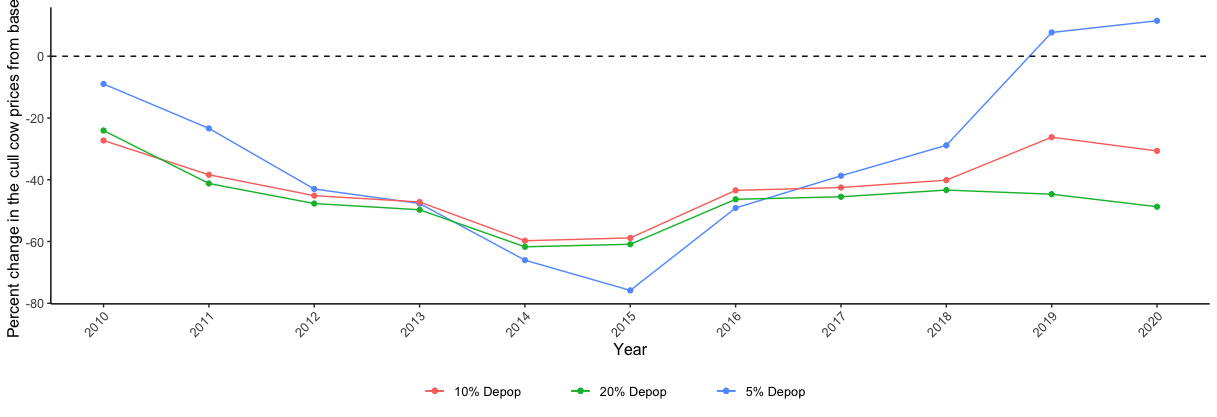 Percent change in the cull cow prices from base
0
-20
-40
-60
-80
2010 2011 2012 2013 2014 2015 2016 2017 2018 2019 2020
Year
10% Depop 20% Depop 5% Depop